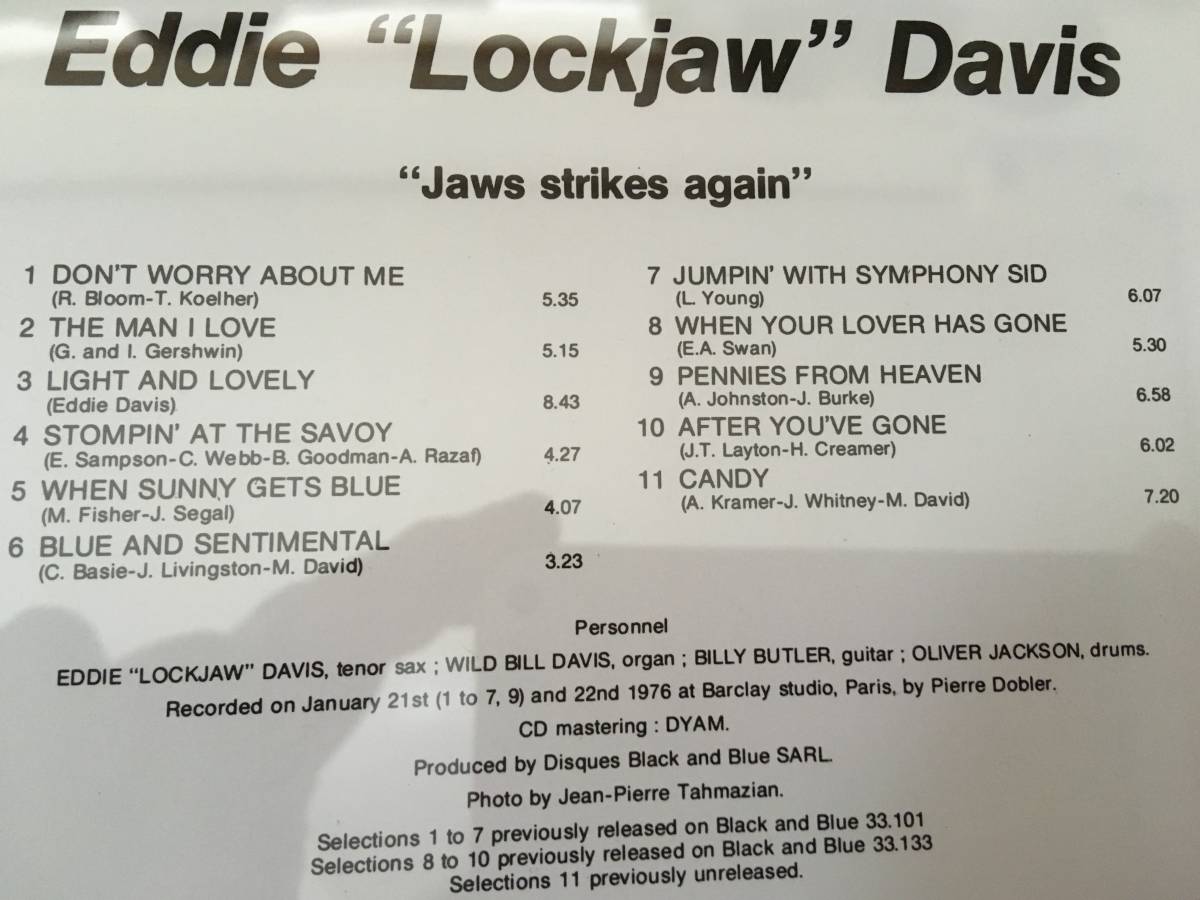 Eddie “Lockjaw” Davis
“Jaws strikes again”
1 DON'T WORRY ABOUT ME
(R. Bloom-T. Koelher) 5.35
2 THE MAN I LOVE
(G. and I. Gershwin) 5.15
3 LIGHT AND LOVELY
(Eddie Davis) 8.43
4 STOMPIN' AT THE SAVOY
(E. Sampson-C. Webb-B. Goodman-A. Razaf) 4.27
5 WHEN SUNNY GETS BLUE
(M. Fisher-J. Segal) 4.07
6 BLUE AND SENTIMENTAL
(C. Basie-J. Livingston-M. David) 3.23
7 JUMPIN' WITH SYMPHONY SID
(L. Young) 6.07
8 WHEN YOUR LOVER HAS GONE
(E.A. Swan) 5.30
9 PENNIES FROM HEAVEN
(A. Johnston-J. Burke) 6.58
10 AFTER YOU'VE GONE
(J.T. Layton-H. Creamer) 6.02
11 CANDY
(A. Kramer-J. Whitney-M. David) 7.20
Personnel
EDDIE “LOCKJAW” DAVIS, tenor sax ; WILD BILL DAVIS, organ ; BILLY BUTLER, guitar ; OLIVER JACKSON, drums.
Recorded on January 21st (1 to 7, 9) and 22nd 1976 at Barclay studio, Paris, by Pierre Dobler.
CD mastering : DYAM.
Produced by Disques Black and Blue SARL.
Photo by Jean-Pierre Tahmazian.
Selections 1 to 7 previously released on Black and Blue 33.101
Selections 8 to 10 previously released on Black and Blue 33.133
Selections 11 previously unreleased.